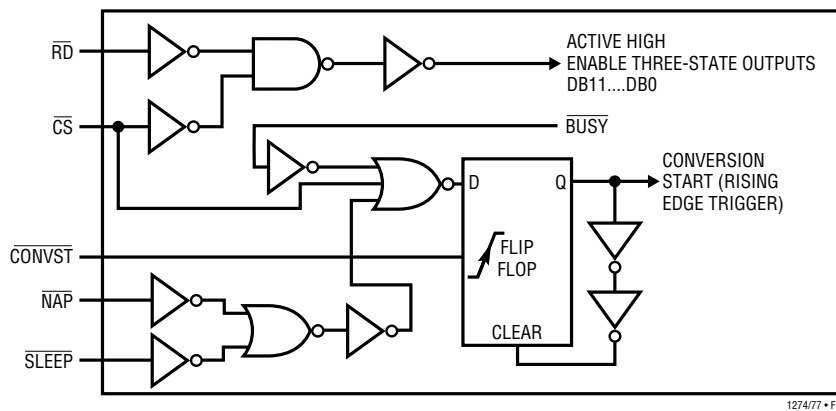 RD
ACTIVE HIGH
ENABLE THREE-STATE OUTPUTS
DB11....DB0
CS
BUSY
D
Q
CONVERSION
START (RISING
EDGE TRIGGER)
CONVST
FLIP
FLOP
NAP
CLEAR
SLEEP
1274/77 • F